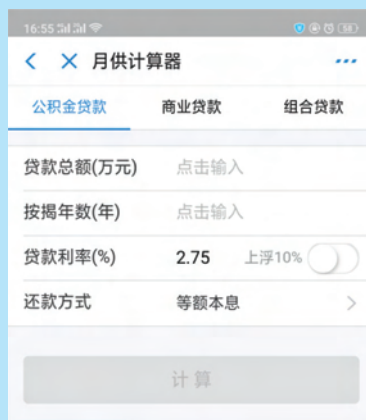 16:55
58
月供计算器
公积金贷款 商业贷款 组合贷款
贷款总额(万元) 点击输入
按揭年数(年) 点击输入
贷款利率(%) 2.75 上浮10%
还款方式 等额本息
计算